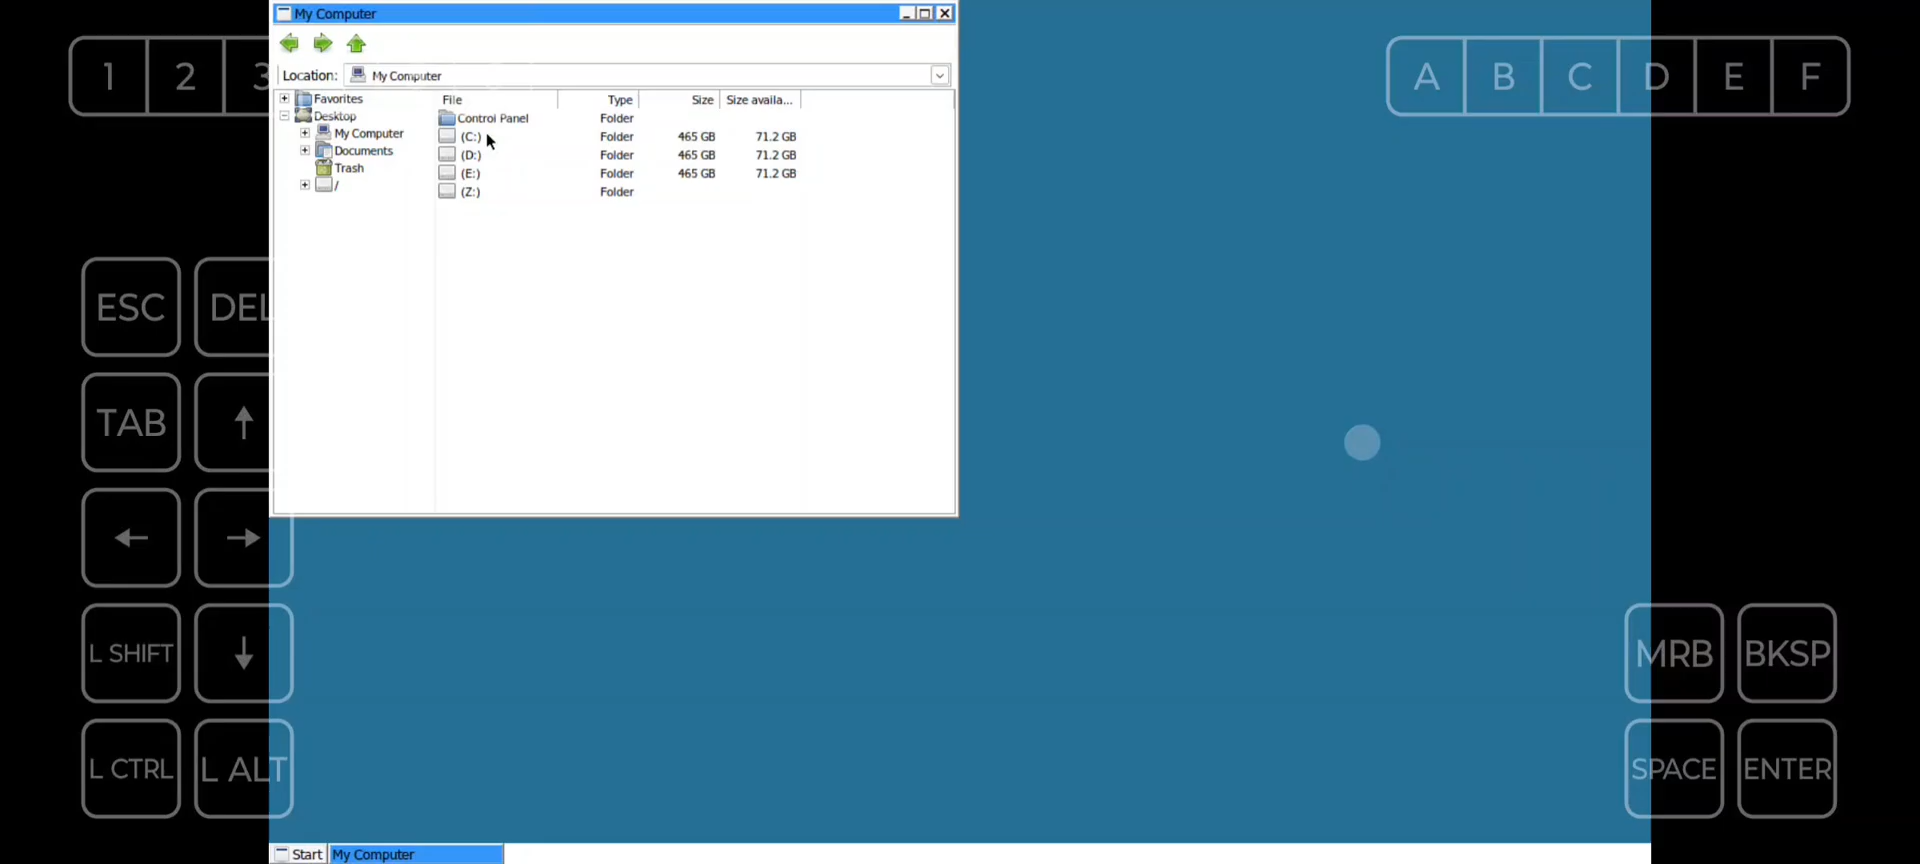 My Computer
1 2 3
A B C D E F
Location: My Computer
Favorites
Desktop
My Computer
Documents
Trash
/
File Type Size Size availa...
Control Panel Folder
(C:) Folder 465 GB 71.2 GB
(D:) Folder 465 GB 71.2 GB
(E:) Folder 465 GB 71.2 GB
(Z:) Folder
ESC DEL
TAB
L SHIFT
L CTRL L ALT
MRB BKSP
SPACE ENTER
Start My Computer